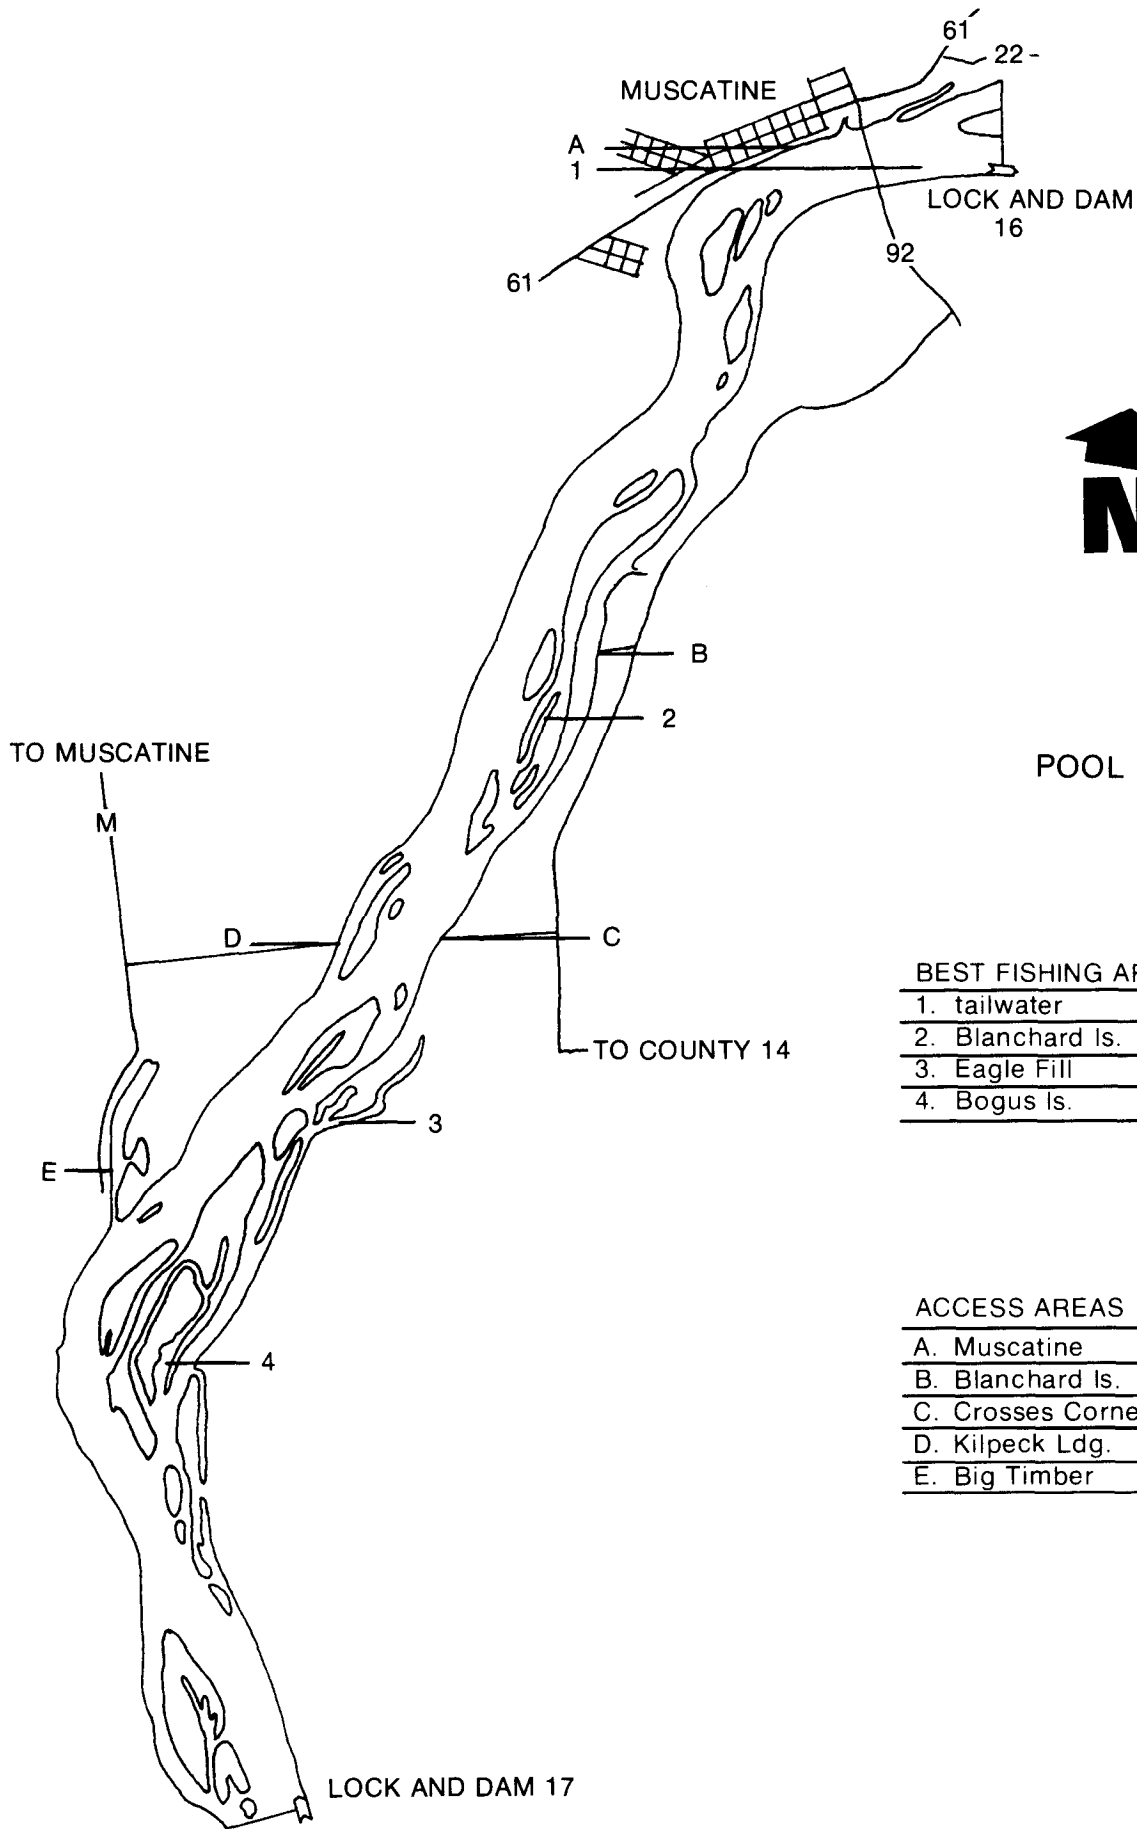 61
22
MUSCATINE
A
1
LOCK AND DAM
16
92
61
N
B
2
TO MUSCATINE
M
POOL
D
C
BEST FISHING AR
1. tailwater
TO COUNTY 14
2. Blanchard Is.
3. Eagle Fill
4. Bogus Is.
3
E
ACCESS AREAS
A. Muscatine
4
B. Blanchard Is.
C. Crosses Corne
D. Kilpeck Ldg.
E. Big Timber
LOCK AND DAM 17